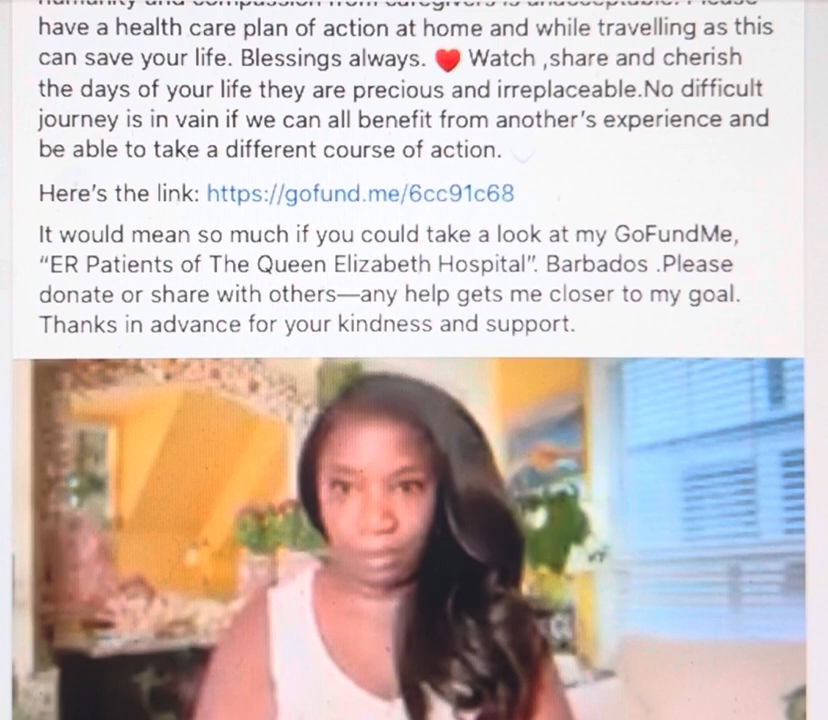 have a health care plan of action at home and while travelling as this
can save your life. Blessings always. ❤️ Watch ,share and cherish
the days of your life they are precious and irreplaceable.No difficult
journey is in vain if we can all benefit from another's experience and
be able to take a different course of action.
Here's the link: https://gofund.me/6cc91c68
It would mean so much if you could take a look at my GoFundMe,
“ER Patients of The Queen Elizabeth Hospital”. Barbados .Please
donate or share with others—any help gets me closer to my goal.
Thanks in advance for your kindness and support.